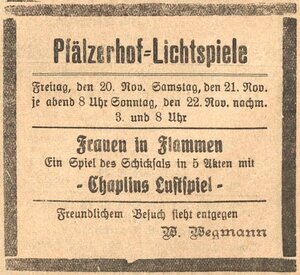 Pfälzerhof-Lichtspiele
Freitag, den 20. Nov. Samstag, den 21. Nov.
je abend 8 Uhr Sonntag, den 22. Nov. nachm.
3. und 8 Uhr
Frauen in Flammen
Ein Spiel des Schicksals in 5 Akten mit
- Chaplins Lustspiel -
Freundlichem Besuch sieht entgegen
W. Wegmann